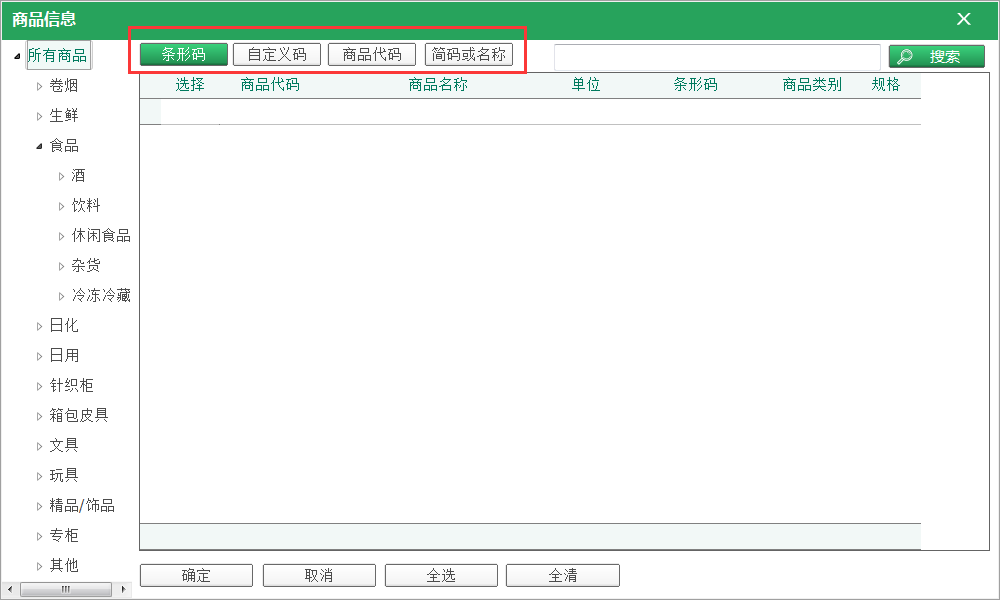 商品信息
条形码 自定义码 商品代码 简码或名称 搜索
选择 商品代码 商品名称 单位 条形码 商品类别 规格
所有商品
卷烟
生鲜
食品
酒
饮料
休闲食品
杂货
冷冻冷藏
日化
日用
针织柜
箱包皮具
文具
玩具
精品/饰品
专柜
其他
确定 取消 全选 全清